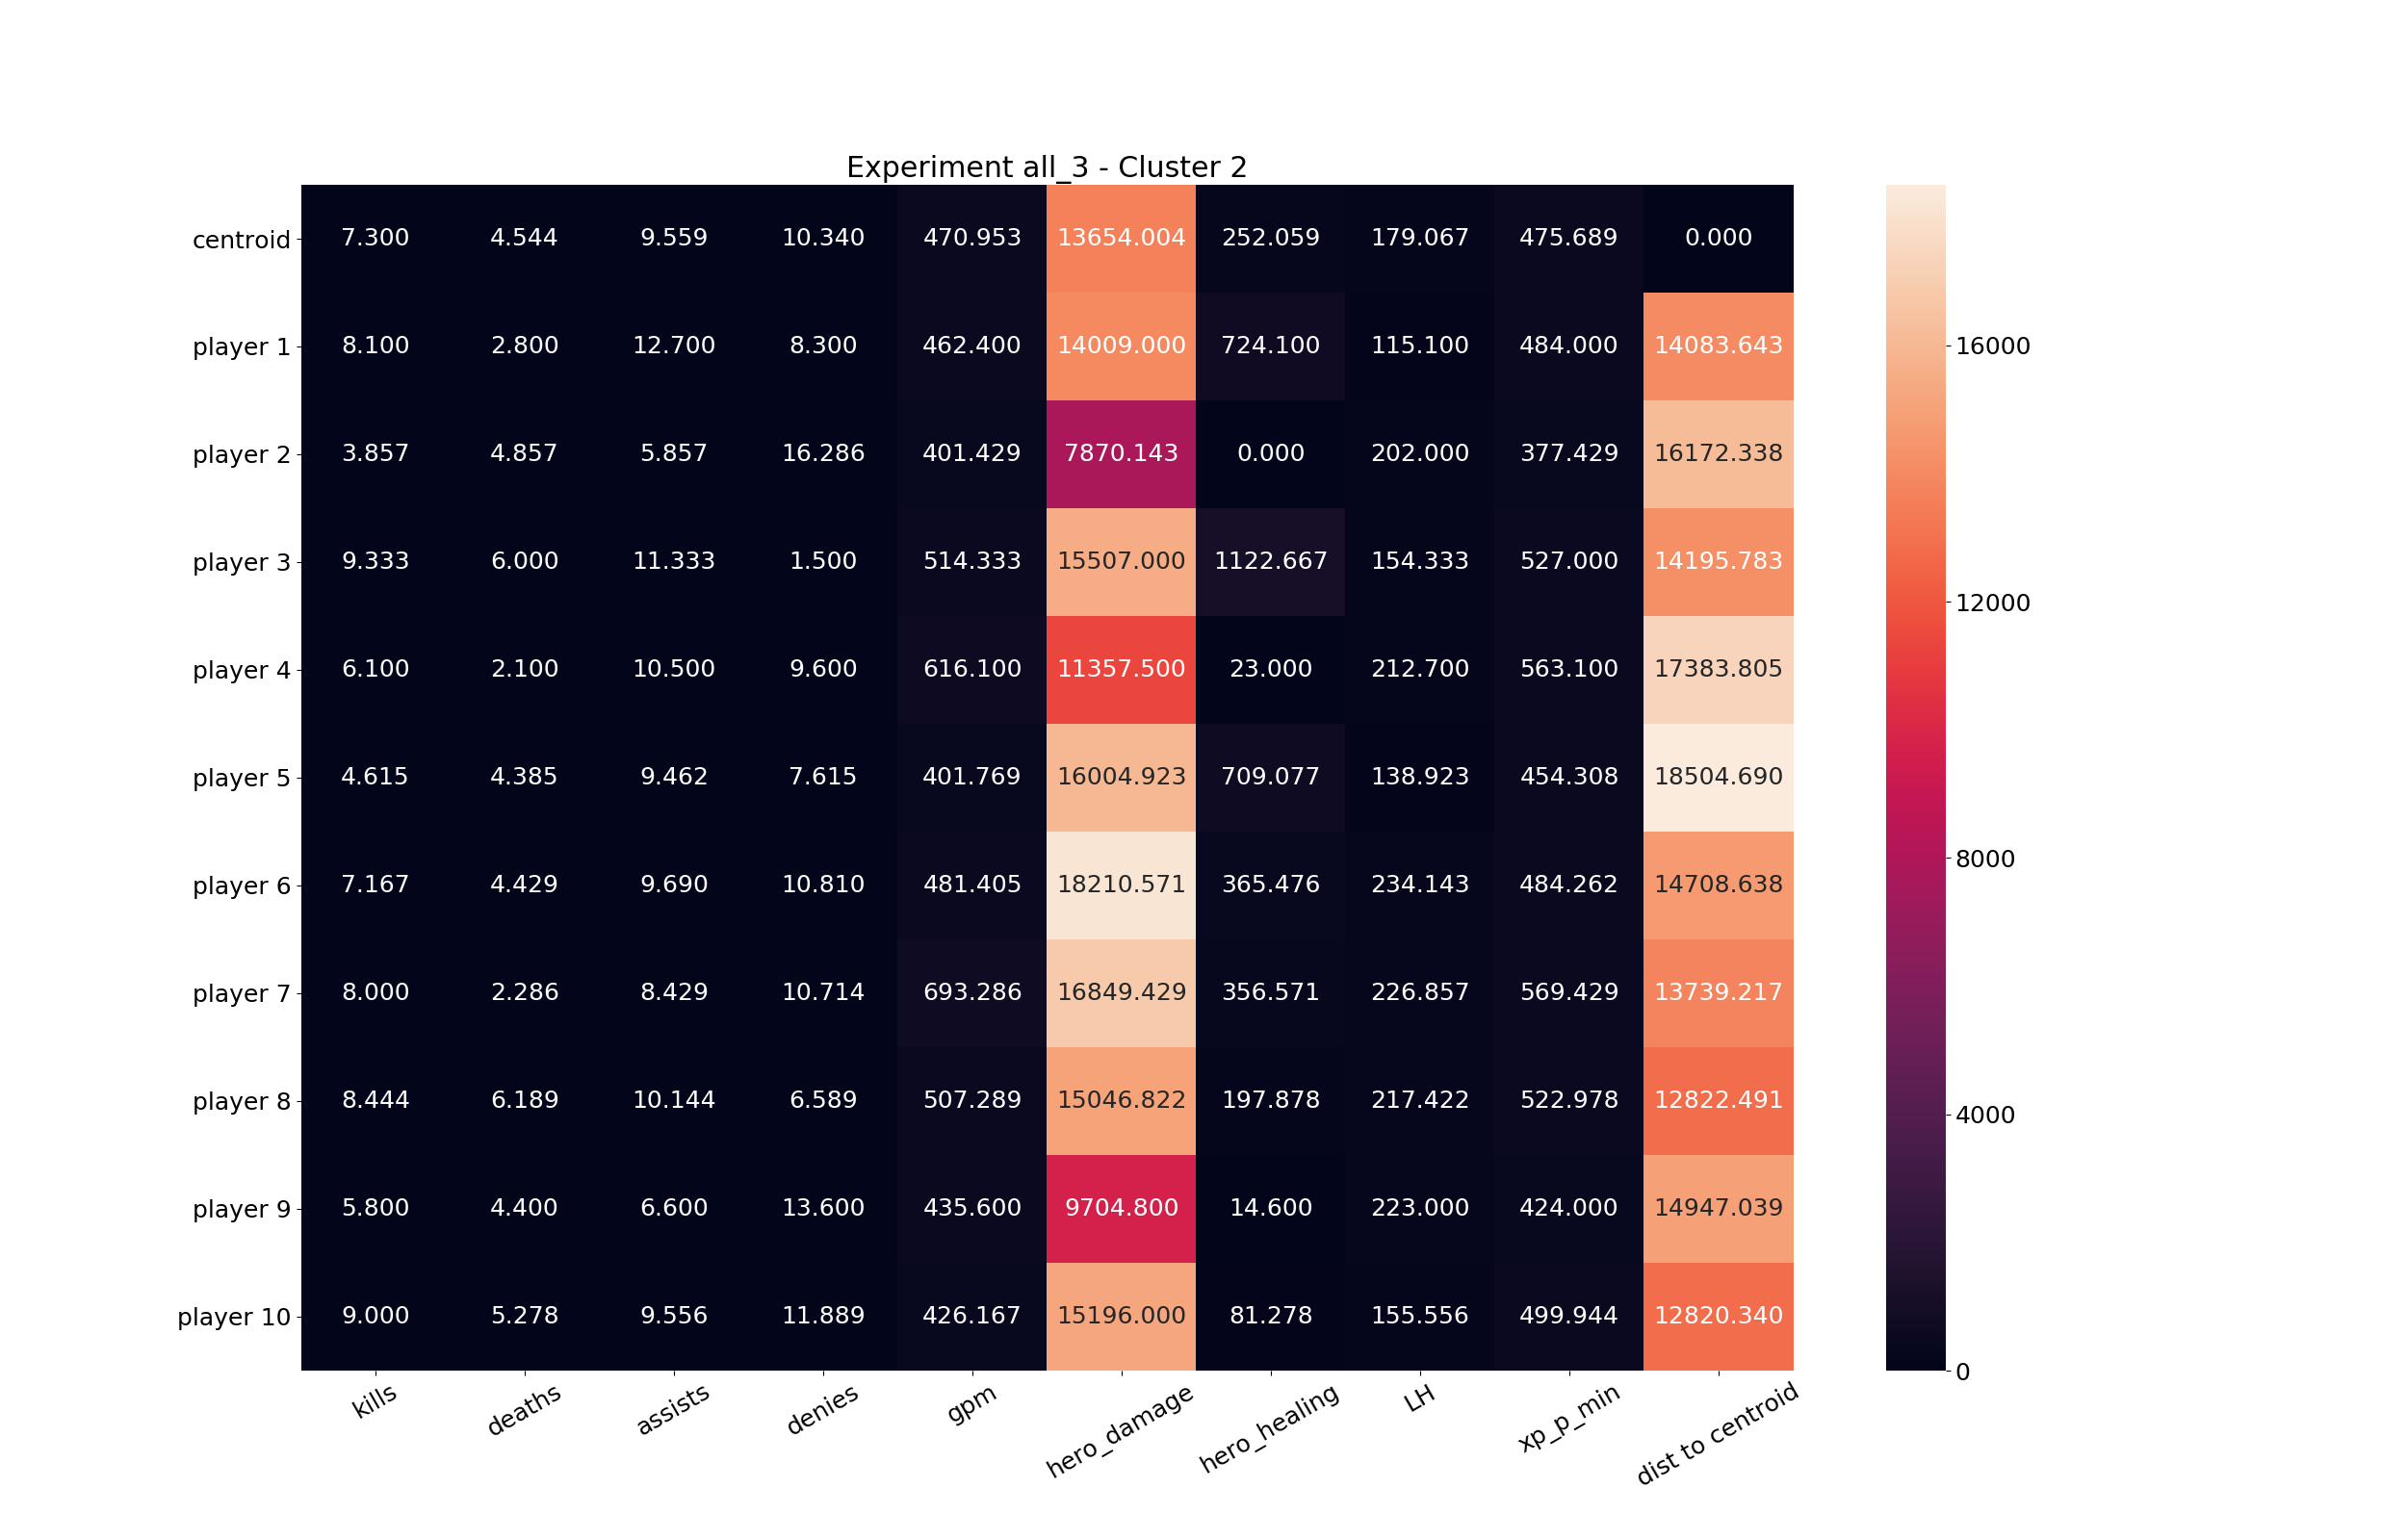 Experiment all_3 - Cluster 2
centroid 7.300 4.544 9.559 10.340 470.953 13654.004 252.059 179.067 475.689 0.000
player 1 8.100 2.800 12.700 8.300 462.400 14009.000 724.100 115.100 484.000 14083.643
player 2 3.857 4.857 5.857 16.286 401.429 7870.143 0.000 202.000 377.429 16172.338
player 3 9.333 6.000 11.333 1.500 514.333 15507.000 1122.667 154.333 527.000 14195.783
player 4 6.100 2.100 10.500 9.600 616.100 11357.500 23.000 212.700 563.100 17383.805
player 5 4.615 4.385 9.462 7.615 401.769 16004.923 709.077 138.923 454.308 18504.690
player 6 7.167 4.429 9.690 10.810 481.405 18210.571 365.476 234.143 484.262 14708.638
player 7 8.000 2.286 8.429 10.714 693.286 16849.429 356.571 226.857 569.429 13739.217
player 8 8.444 6.189 10.144 6.589 507.289 15046.822 197.878 217.422 522.978 12822.491
player 9 5.800 4.400 6.600 13.600 435.600 9704.800 14.600 223.000 424.000 14947.039
player 10 9.000 5.278 9.556 11.889 426.167 15196.000 81.278 155.556 499.944 12820.340
kills deaths assists denies gpm hero_damage hero_healing LH xp_p_min dist to centroid
16000
12000
8000
4000
0